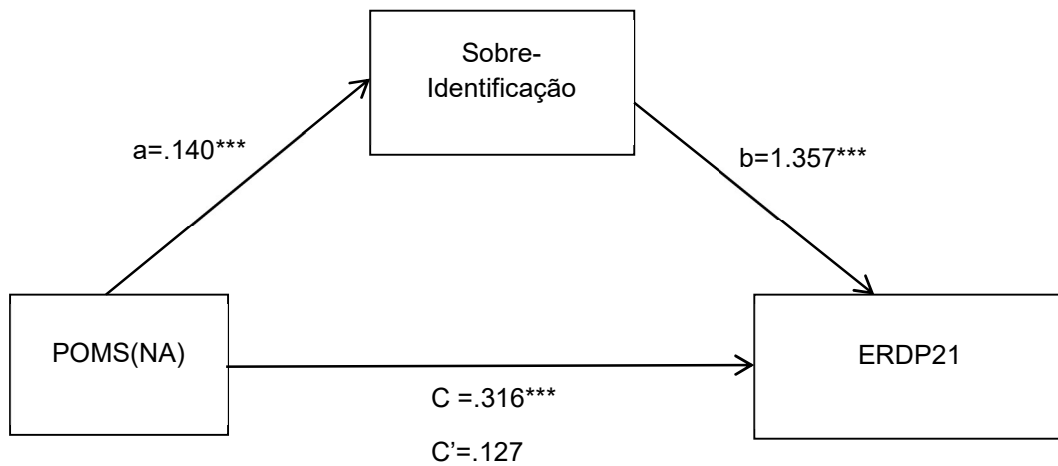 Sobre-
Identificação
a=.140***
b=1.357***
POMS(NA)
ERDP21
C =.316***
C’=.127